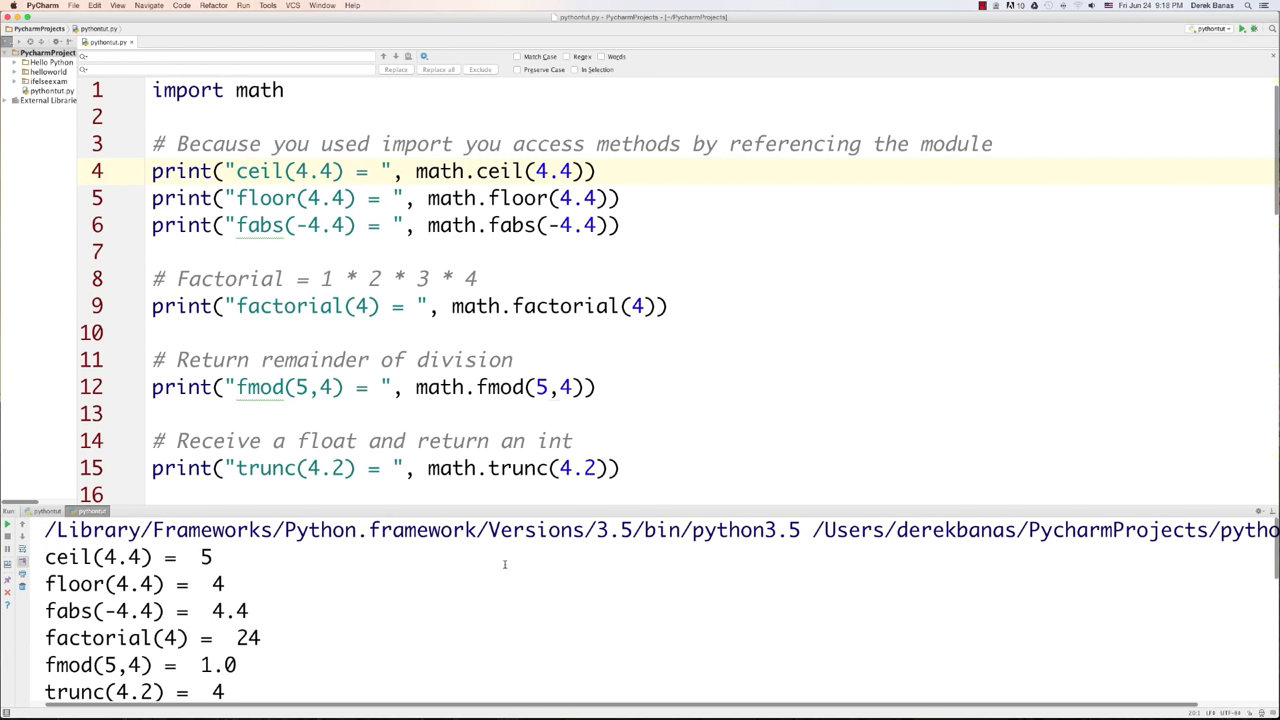 PyCharm File Edit View Navigate Code Refactor Run Tools VCS Window Help
10 Fri Jun 24 9:18 PM Derek Banas
pythontut.py - PycharmProjects - [~/PycharmProjects]
PycharmProjects pythontut.py pythontut
pythontut.py ×
PycharmProject
Hello Python
helloworld
ifelseexam
pythontut.py
External Librarie
Match Case Regex Words
Replace Replace all Exclude Preserve Case In Selection
1 import math
2
3 # Because you used import you access methods by referencing the module
4 print("ceil(4.4) = ", math.ceil(4.4))
5 print("floor(4.4) = ", math.floor(4.4))
6 print("fabs(-4.4) = ", math.fabs(-4.4))
7
8 # Factorial = 1 * 2 * 3 * 4
9 print("factorial(4) = ", math.factorial(4))
10
11 # Return remainder of division
12 print("fmod(5,4) = ", math.fmod(5,4))
13
14 # Receive a float and return an int
15 print("trunc(4.2) = ", math.trunc(4.2))
16
Run: pythontut pythontut
/Library/Frameworks/Python.framework/Versions/3.5/bin/python3.5 /Users/derekbanas/PycharmProjects/pytho
ceil(4.4) =  5
floor(4.4) =  4
fabs(-4.4) =  4.4
factorial(4) =  24
fmod(5,4) =  1.0
trunc(4.2) =  4
20:1 LF≑ UTF-8≑